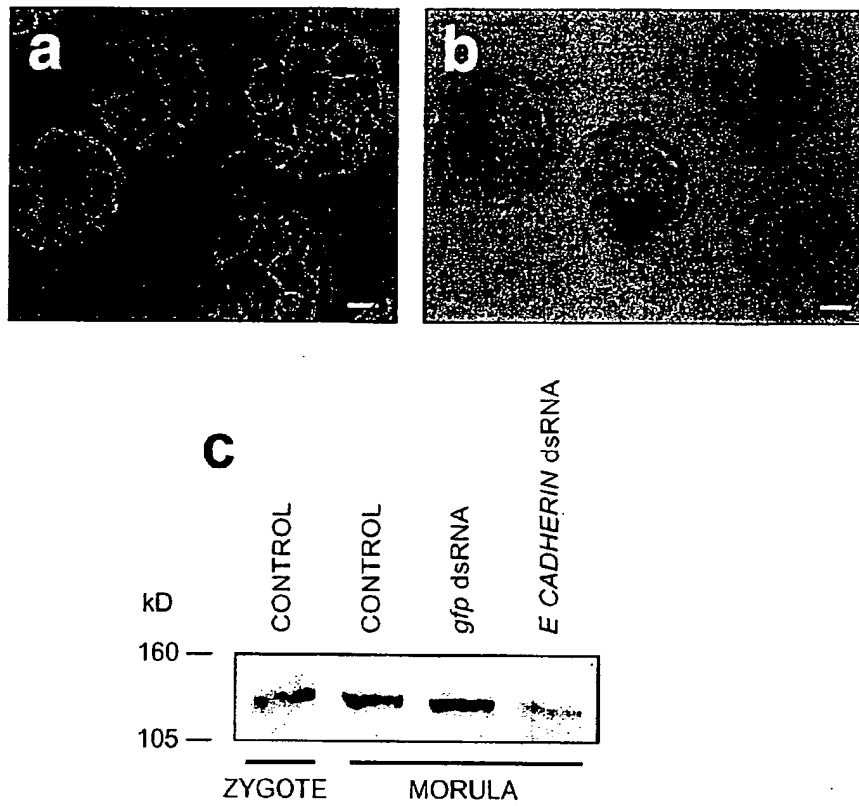 a
b
c
kD
CONTROL
CONTROL
gfp dsRNA
E CADHERIN dsRNA
160
105
ZYGOTE
MORULA